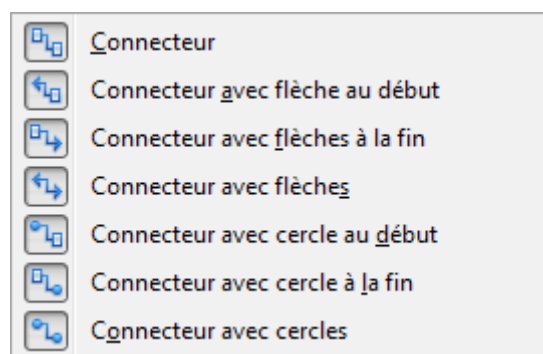 Connecteur
Connecteur avec flèche au début
Connecteur avec flèches à la fin
Connecteur avec flèches
Connecteur avec cercle au début
Connecteur avec cercle à la fin
Connecteur avec cercles